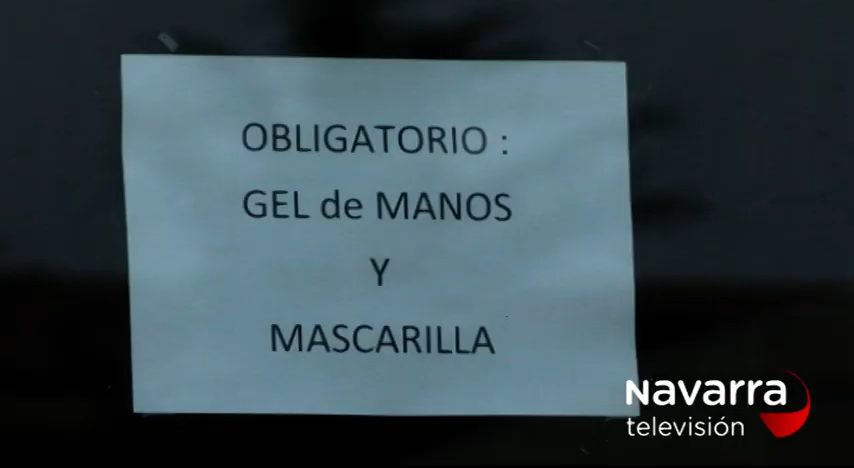 OBLIGATORIO :
GEL de MANOS
Y
MASCARILLA
Navarra
televisión